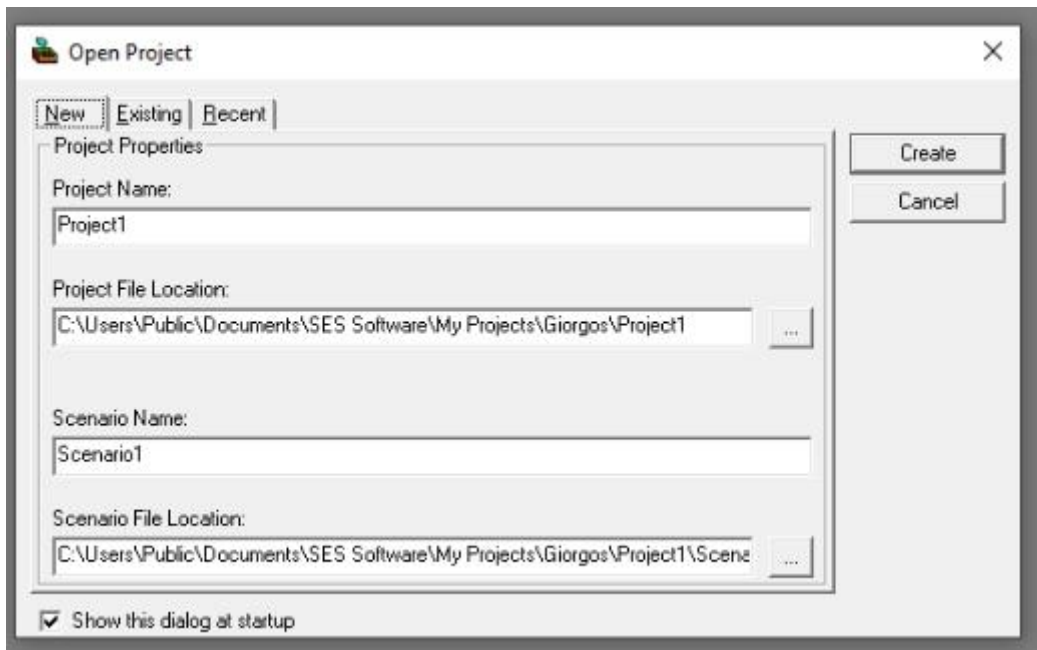 Open Project
New Existing Recent
Project Properties
Create
Project Name:
Cancel
Project1
Project File Location:
C:\Users\Public\Documents\SES Software\My Projects\Giorgos\Project1
...
Scenario Name:
Scenario1
Scenario File Location:
C:\Users\Public\Documents\SES Software\My Projects\Giorgos\Project1\Scena
...
Show this dialog at startup